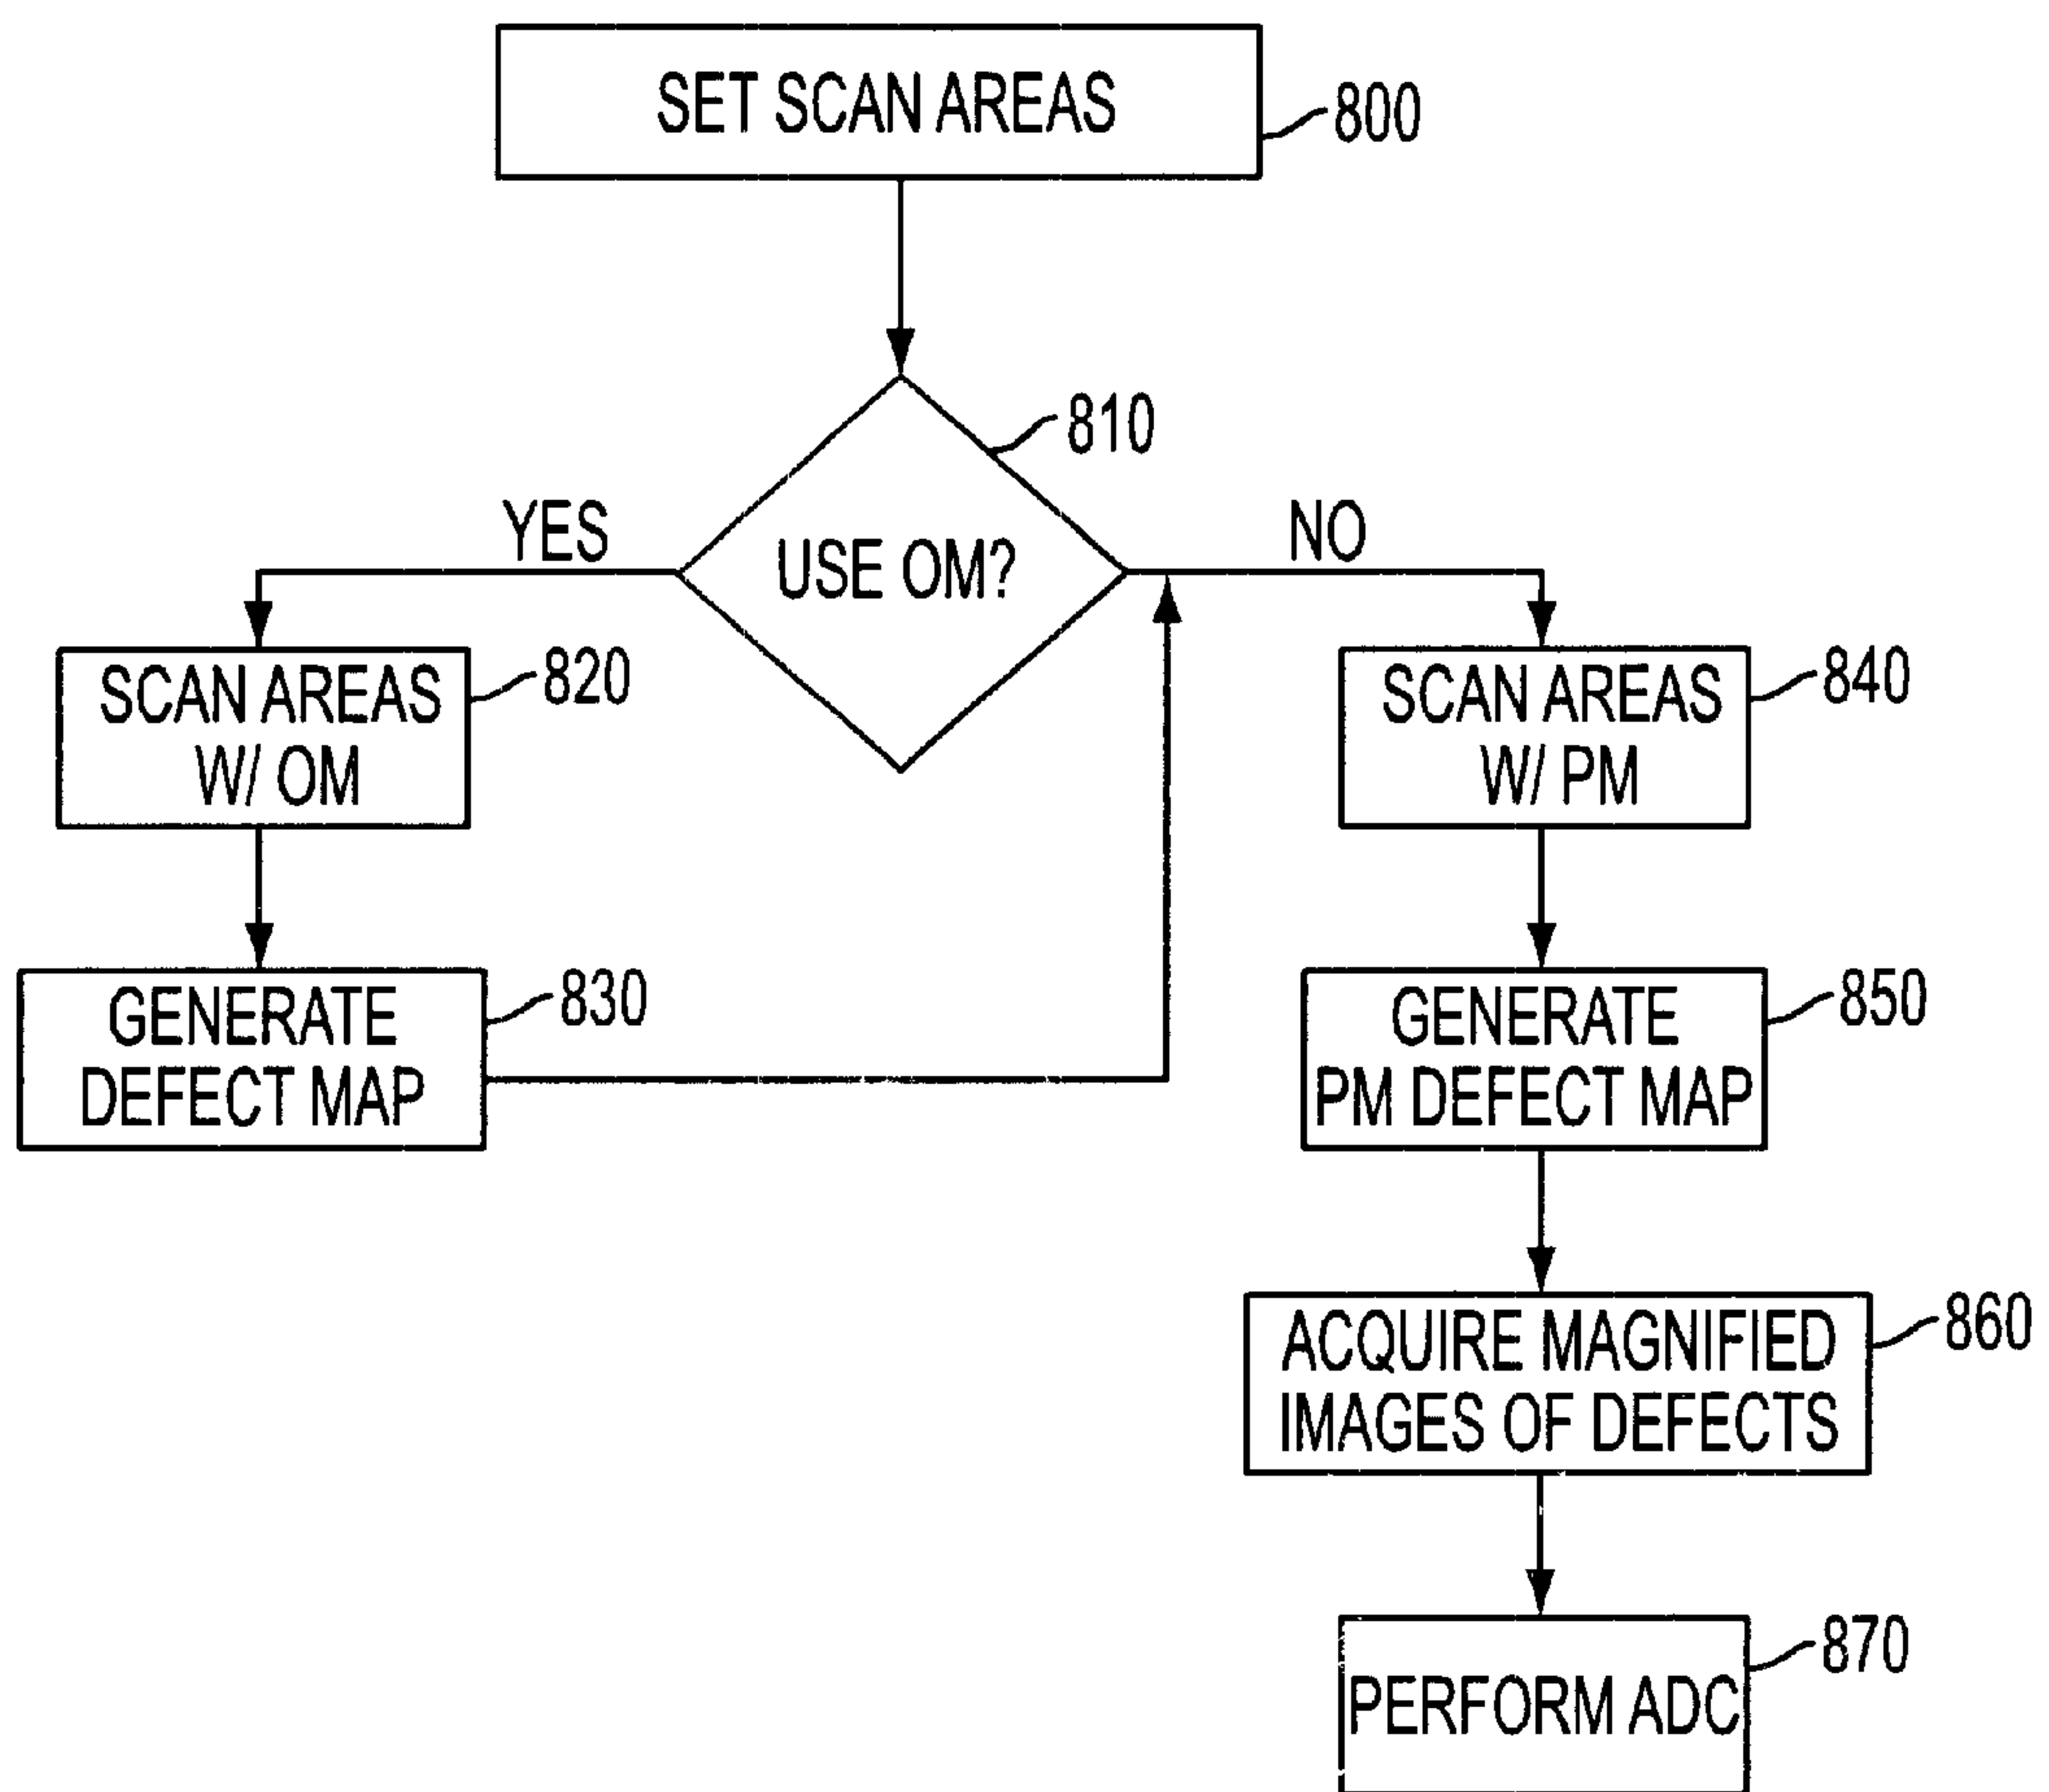 SET SCAN AREAS
800
810
YES
USE OM?
NO
SCAN AREAS
W/ OM
820
SCAN AREAS
W/ PM
840
GENERATE
DEFECT MAP
830
GENERATE
PM DEFECT MAP
850
ACQUIRE MAGNIFIED
IMAGES OF DEFECTS
860
PERFORM ADC
870